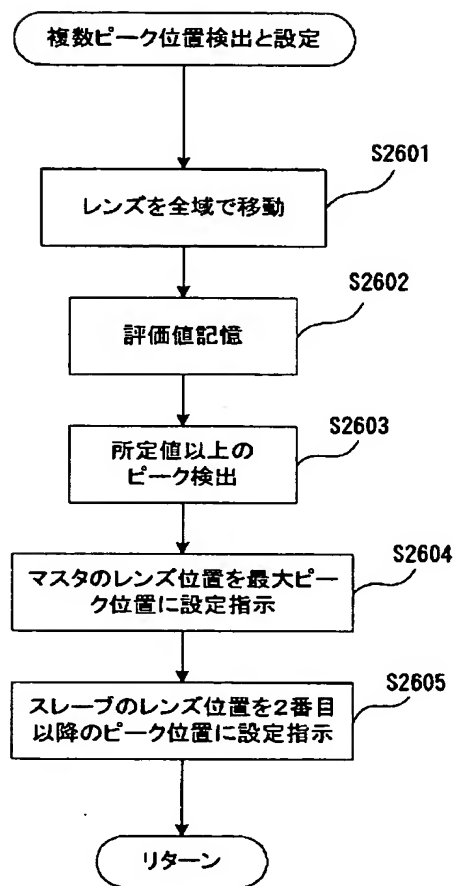 複数ピーク位置検出と設定
S2601
レンズを全域で移動
S2602
評価値記憶
S2603
所定値以上の
ピーク検出
S2604
マスタのレンズ位置を最大ピー
ク位置に設定指示
S2605
スレーブのレンズ位置を2番目
以降のピーク位置に設定指示
リターン